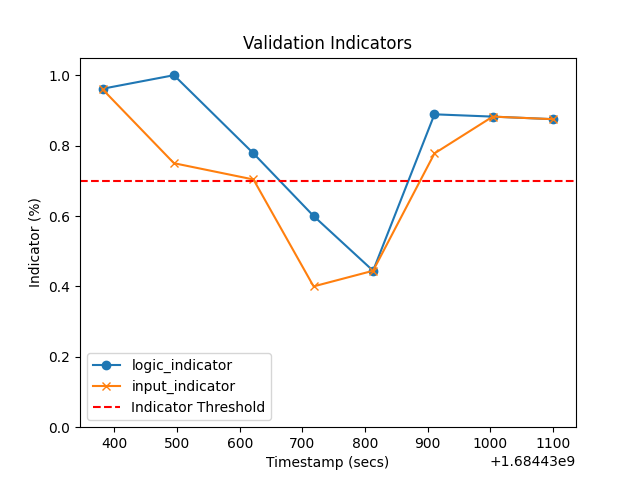 Validation Indicators
Indicator (%)
1.0
0.8
0.6
0.4
0.2
0.0
logic_indicator
input_indicator
Indicator Threshold
400 500 600 700 800 900 1000 1100
Timestamp (secs)
+1.68443e9